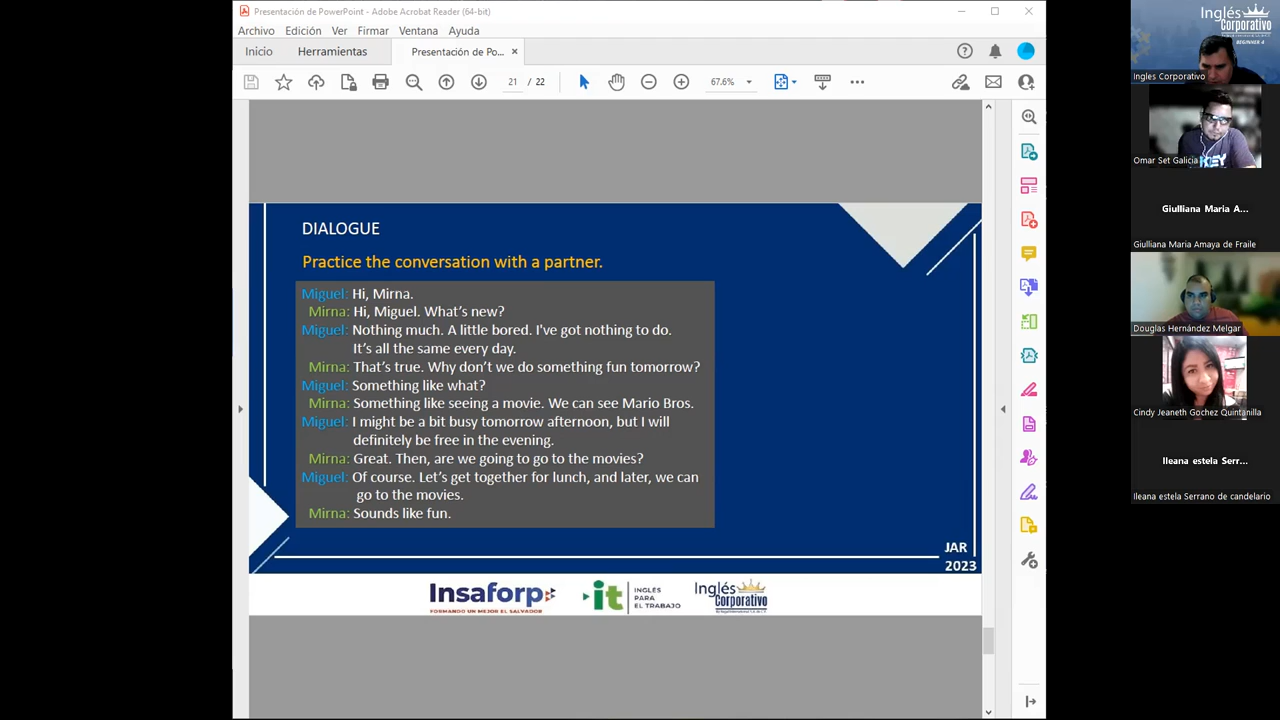 Presentación de PowerPoint - Adobe Acrobat Reader (64-bit)
Archivo Edición Ver Firmar Ventana Ayuda
Inicio Herramientas Presentación de Po... ×
21 / 22 67.6%
DIALOGUE
Practice the conversation with a partner.
Miguel: Hi, Mirna.
Mirna: Hi, Miguel. What's new?
Miguel: Nothing much. A little bored. I've got nothing to do.
It's all the same every day.
Mirna: That's true. Why don't we do something fun tomorrow?
Miguel: Something like what?
Mirna: Something like seeing a movie. We can see Mario Bros.
Miguel: I might be a bit busy tomorrow afternoon, but I will
definitely be free in the evening.
Mirna: Great. Then, are we going to go to the movies?
Miguel: Of course. Let's get together for lunch, and later, we can
go to the movies.
Mirna: Sounds like fun.
JAR
2023
Insaforp
FORMANDO UN MEJOR EL SALVADOR
it
INGLÉS
PARA
EL TRABAJO
Inglés
Corporativo
Inglés
Corporativo
BEGINNER 4
Ingles Corporativo
Omar Set Galicia
Giulliana Maria A...
Giulliana Maria Amaya de Fraile
Douglas Hernández Melgar
Cindy Jeaneth Gochez Quintanilla
Ileana estela Serr...
Ileana estela Serrano de candelario